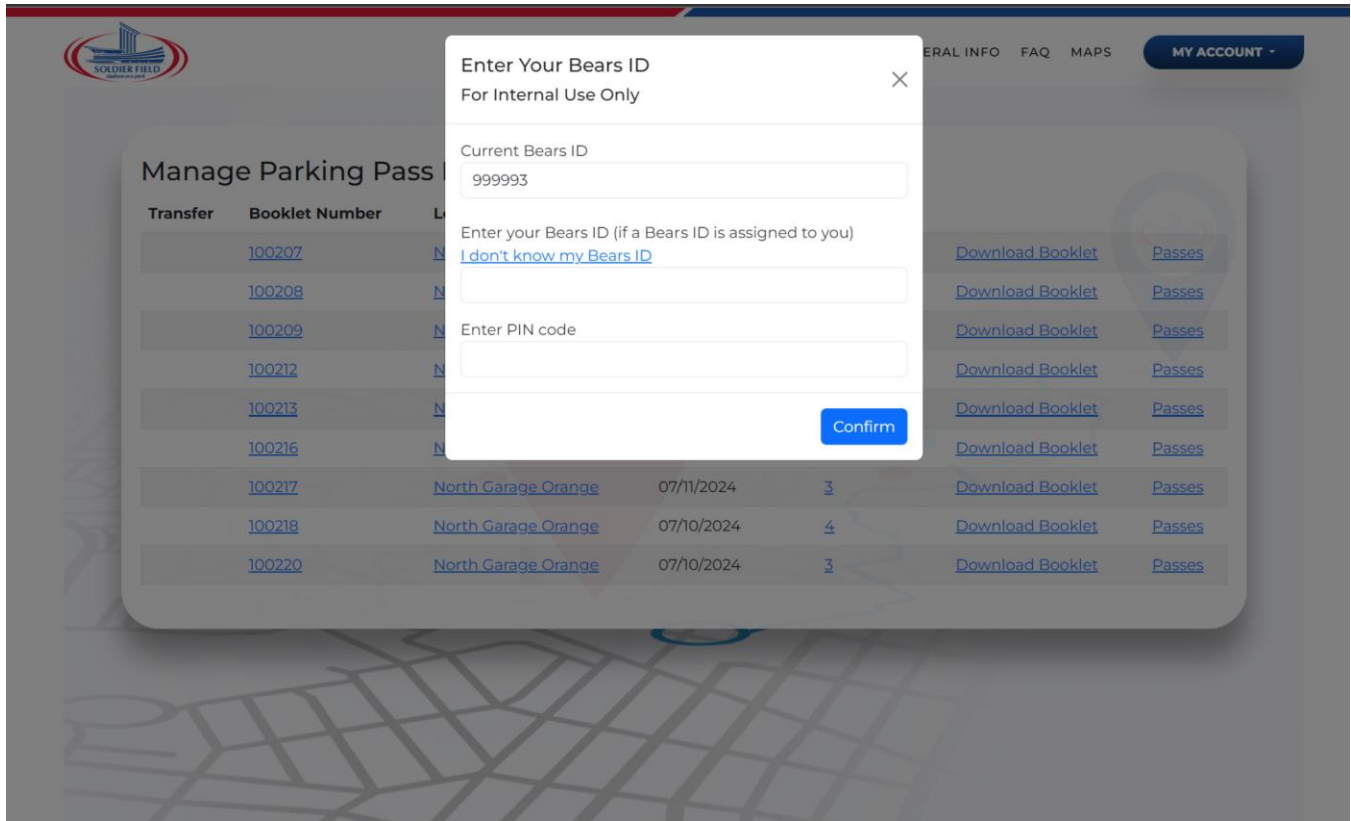 SOLDIER FIELD
ERAL INFO FAQ MAPS MY ACCOUNT
Enter Your Bears ID
For Internal Use Only
Current Bears ID
999993
Enter your Bears ID (if a Bears ID is assigned to you)
I don't know my Bears ID
Enter PIN code
Confirm
Manage Parking Pass
Transfer Booklet Number
100207 N Download Booklet Passes
100208 N Download Booklet Passes
100209 N Download Booklet Passes
100212 N Download Booklet Passes
100213 N Download Booklet Passes
100216 N Download Booklet Passes
100217 North Garage Orange 07/11/2024 3 Download Booklet Passes
100218 North Garage Orange 07/10/2024 4 Download Booklet Passes
100220 North Garage Orange 07/10/2024 3 Download Booklet Passes